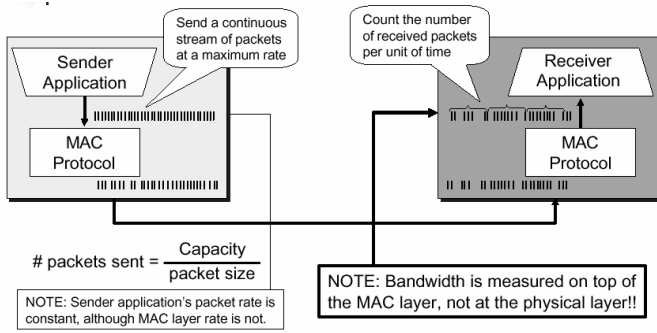 Send a continuous
stream of packets
at a maximum rate
Count the number
of received packets
per unit of time
Sender
Application
Receiver
Application
MAC
Protocol
MAC
Protocol
# packets sent = Capacity
packet size
NOTE: Sender application's packet rate is
constant, although MAC layer rate is not.
NOTE: Bandwidth is measured on top of
the MAC layer, not at the physical layer!!